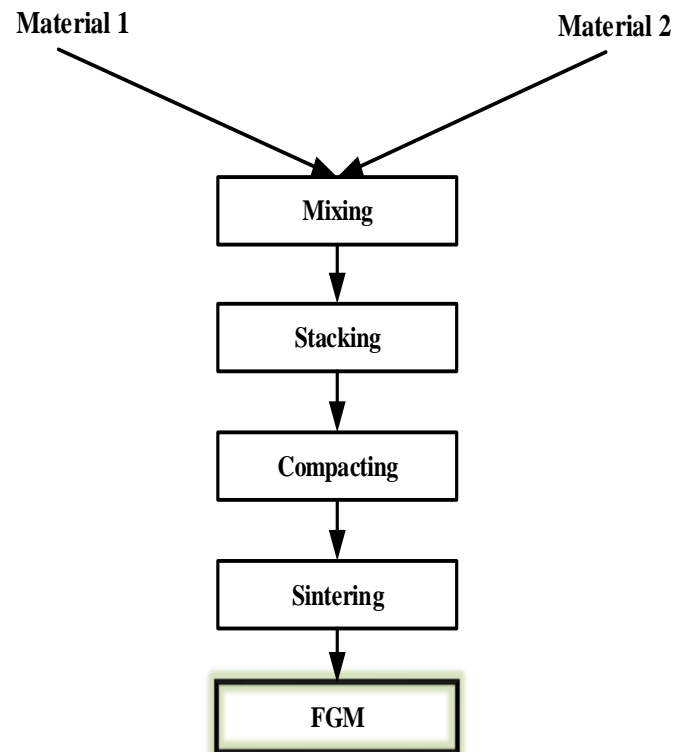 Material 1
Material 2
Mixing
Stacking
Compacting
Sintering
FGM